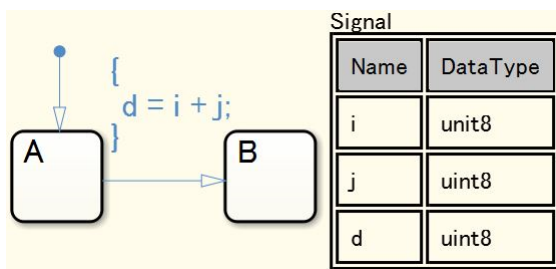 {
d = i + j;
}
A
B
Signal
Name DataType
i unit8
j uint8
d uint8